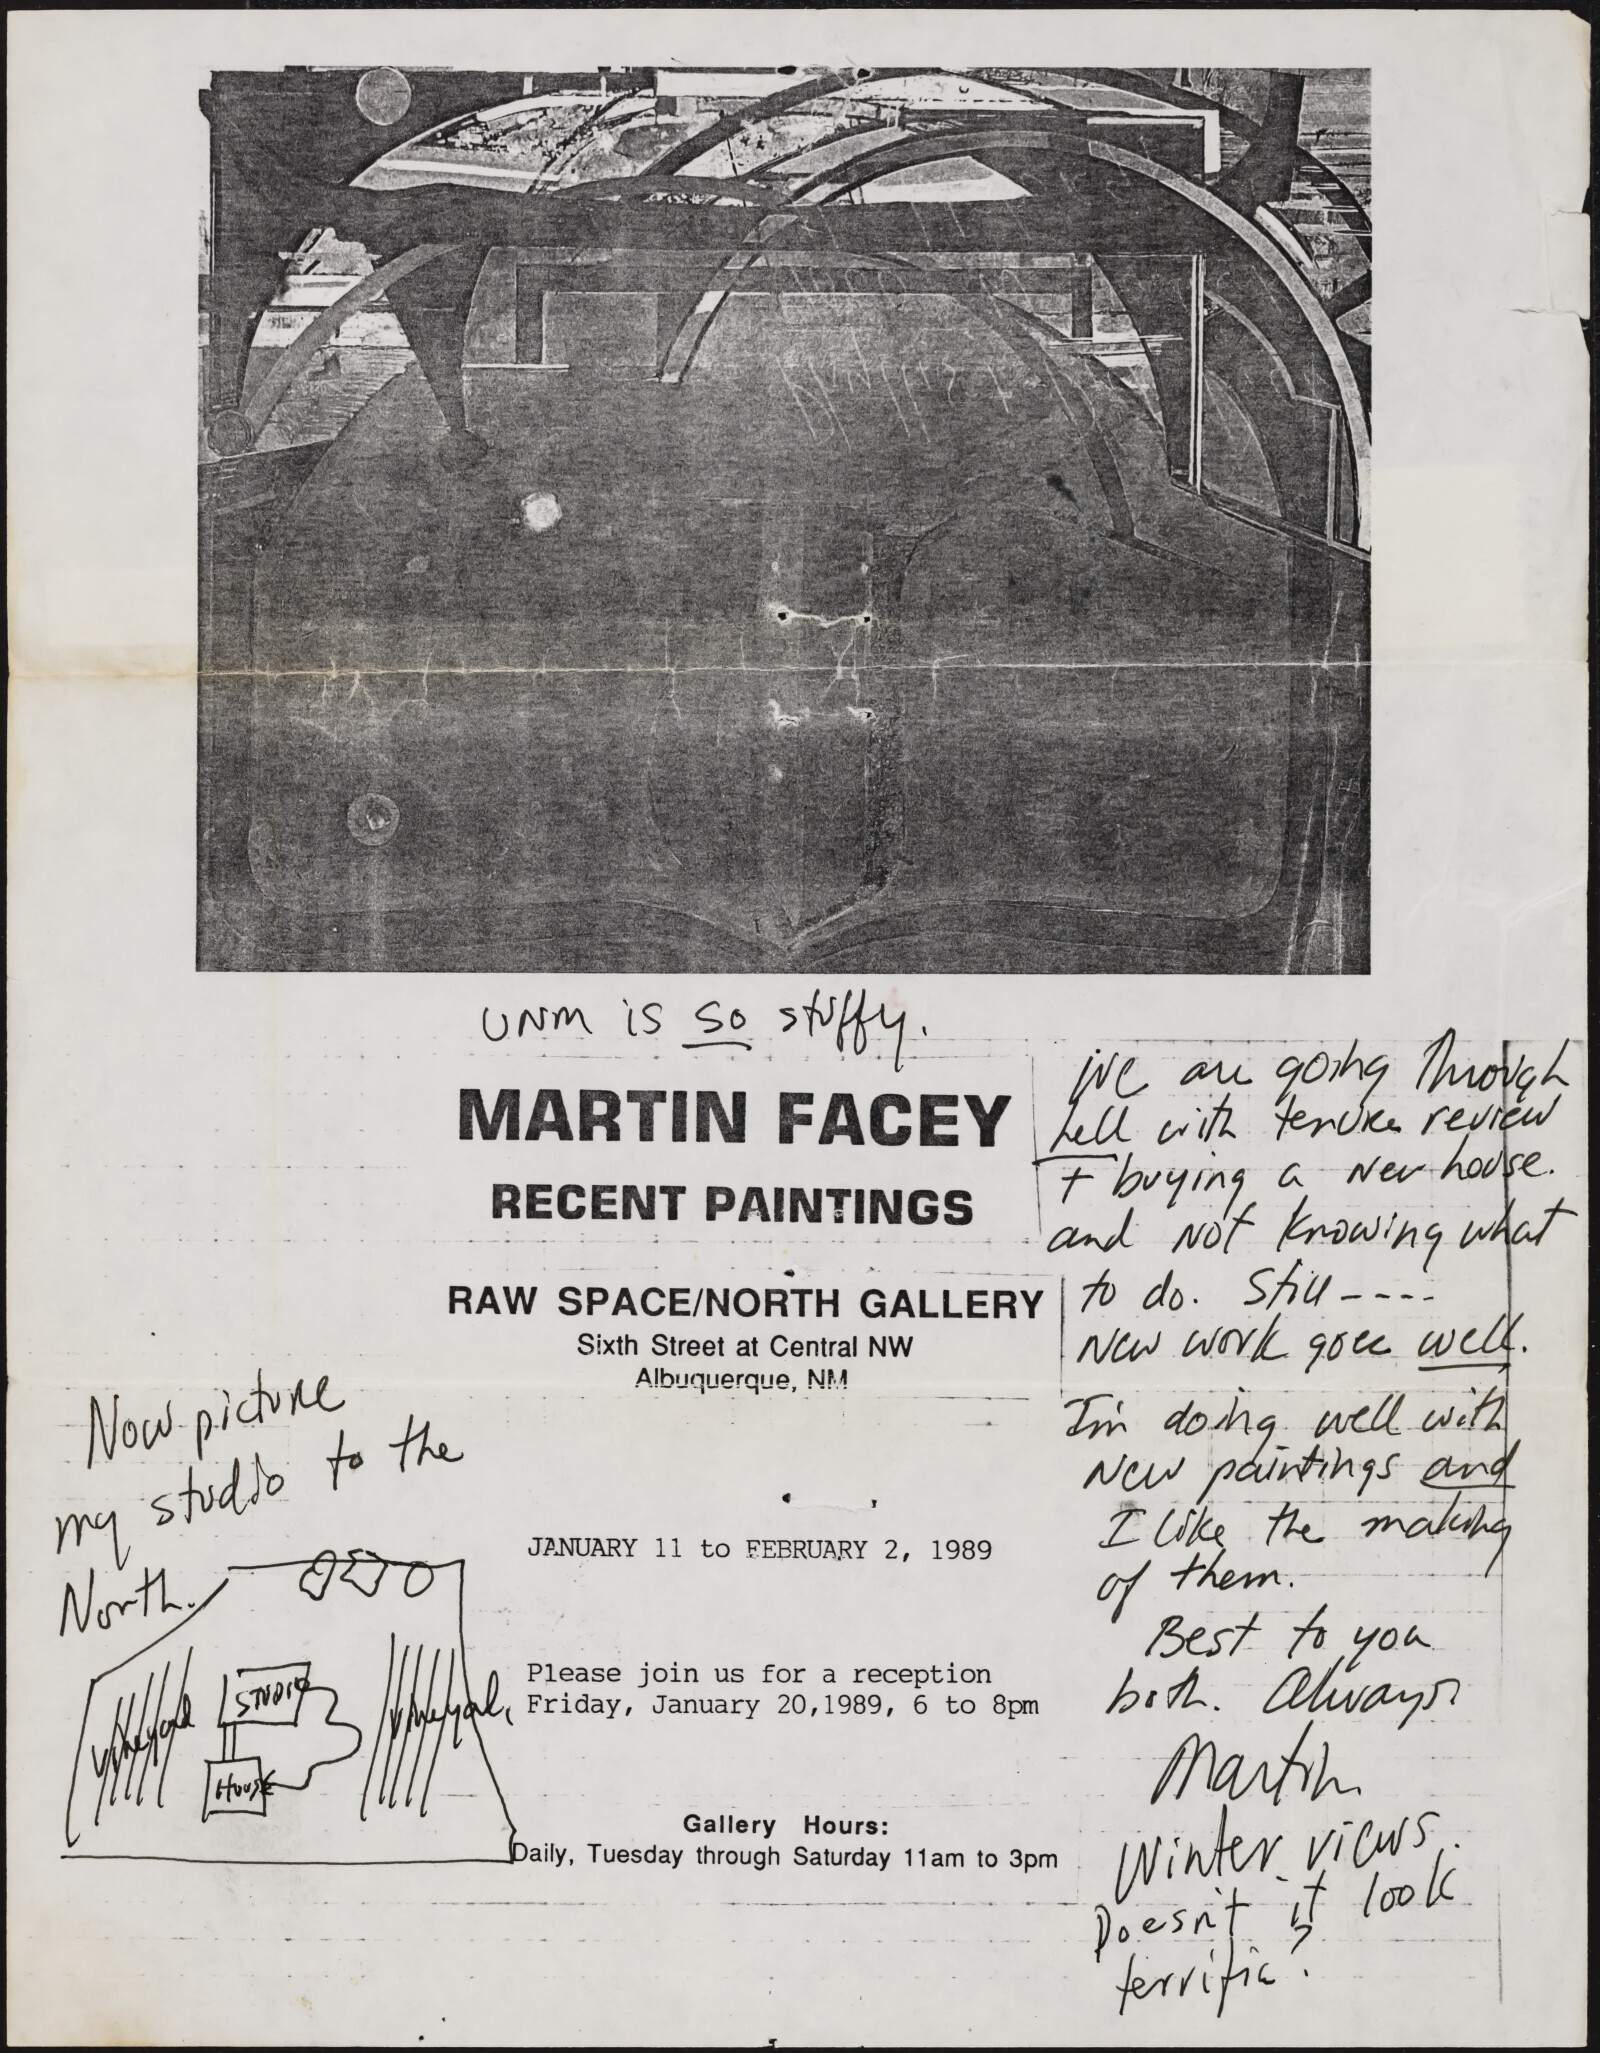 UNM is so stuffy.
MARTIN FACEY
RECENT PAINTINGS
RAW SPACE/NORTH GALLERY
Sixth Street at Central NW
Albuquerque, NM
JANUARY 11 to FEBRUARY 2, 1989
Please join us for a reception
Friday, January 20,1989, 6 to 8pm
Gallery Hours:
Daily, Tuesday through Saturday 11am to 3pm
Now picture
my studio to the
North.
vineyard
STUDIO
HOUSE
vineyard
We are going through
hell with tenure review
+ buying a new house.
and not knowing what
to do. Still ----
New work goes well.
I'm doing well with
new paintings and
I like the making
of them.
Best to you
both. Always
Martin.
Winter views.
Doesn't it look
terrific?